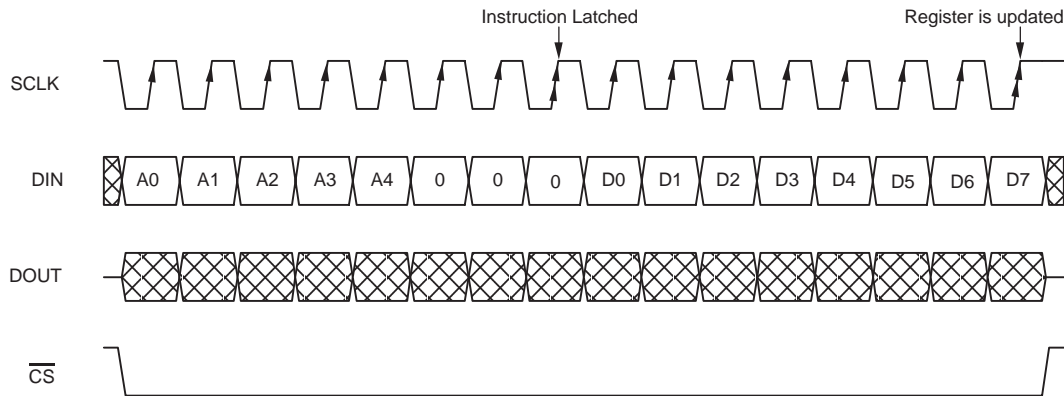 Instruction Latched Register is updated
SCLK
DIN A0 A1 A2 A3 A4 0 0 0 D0 D1 D2 D3 D4 D5 D6 D7
DOUT
CS